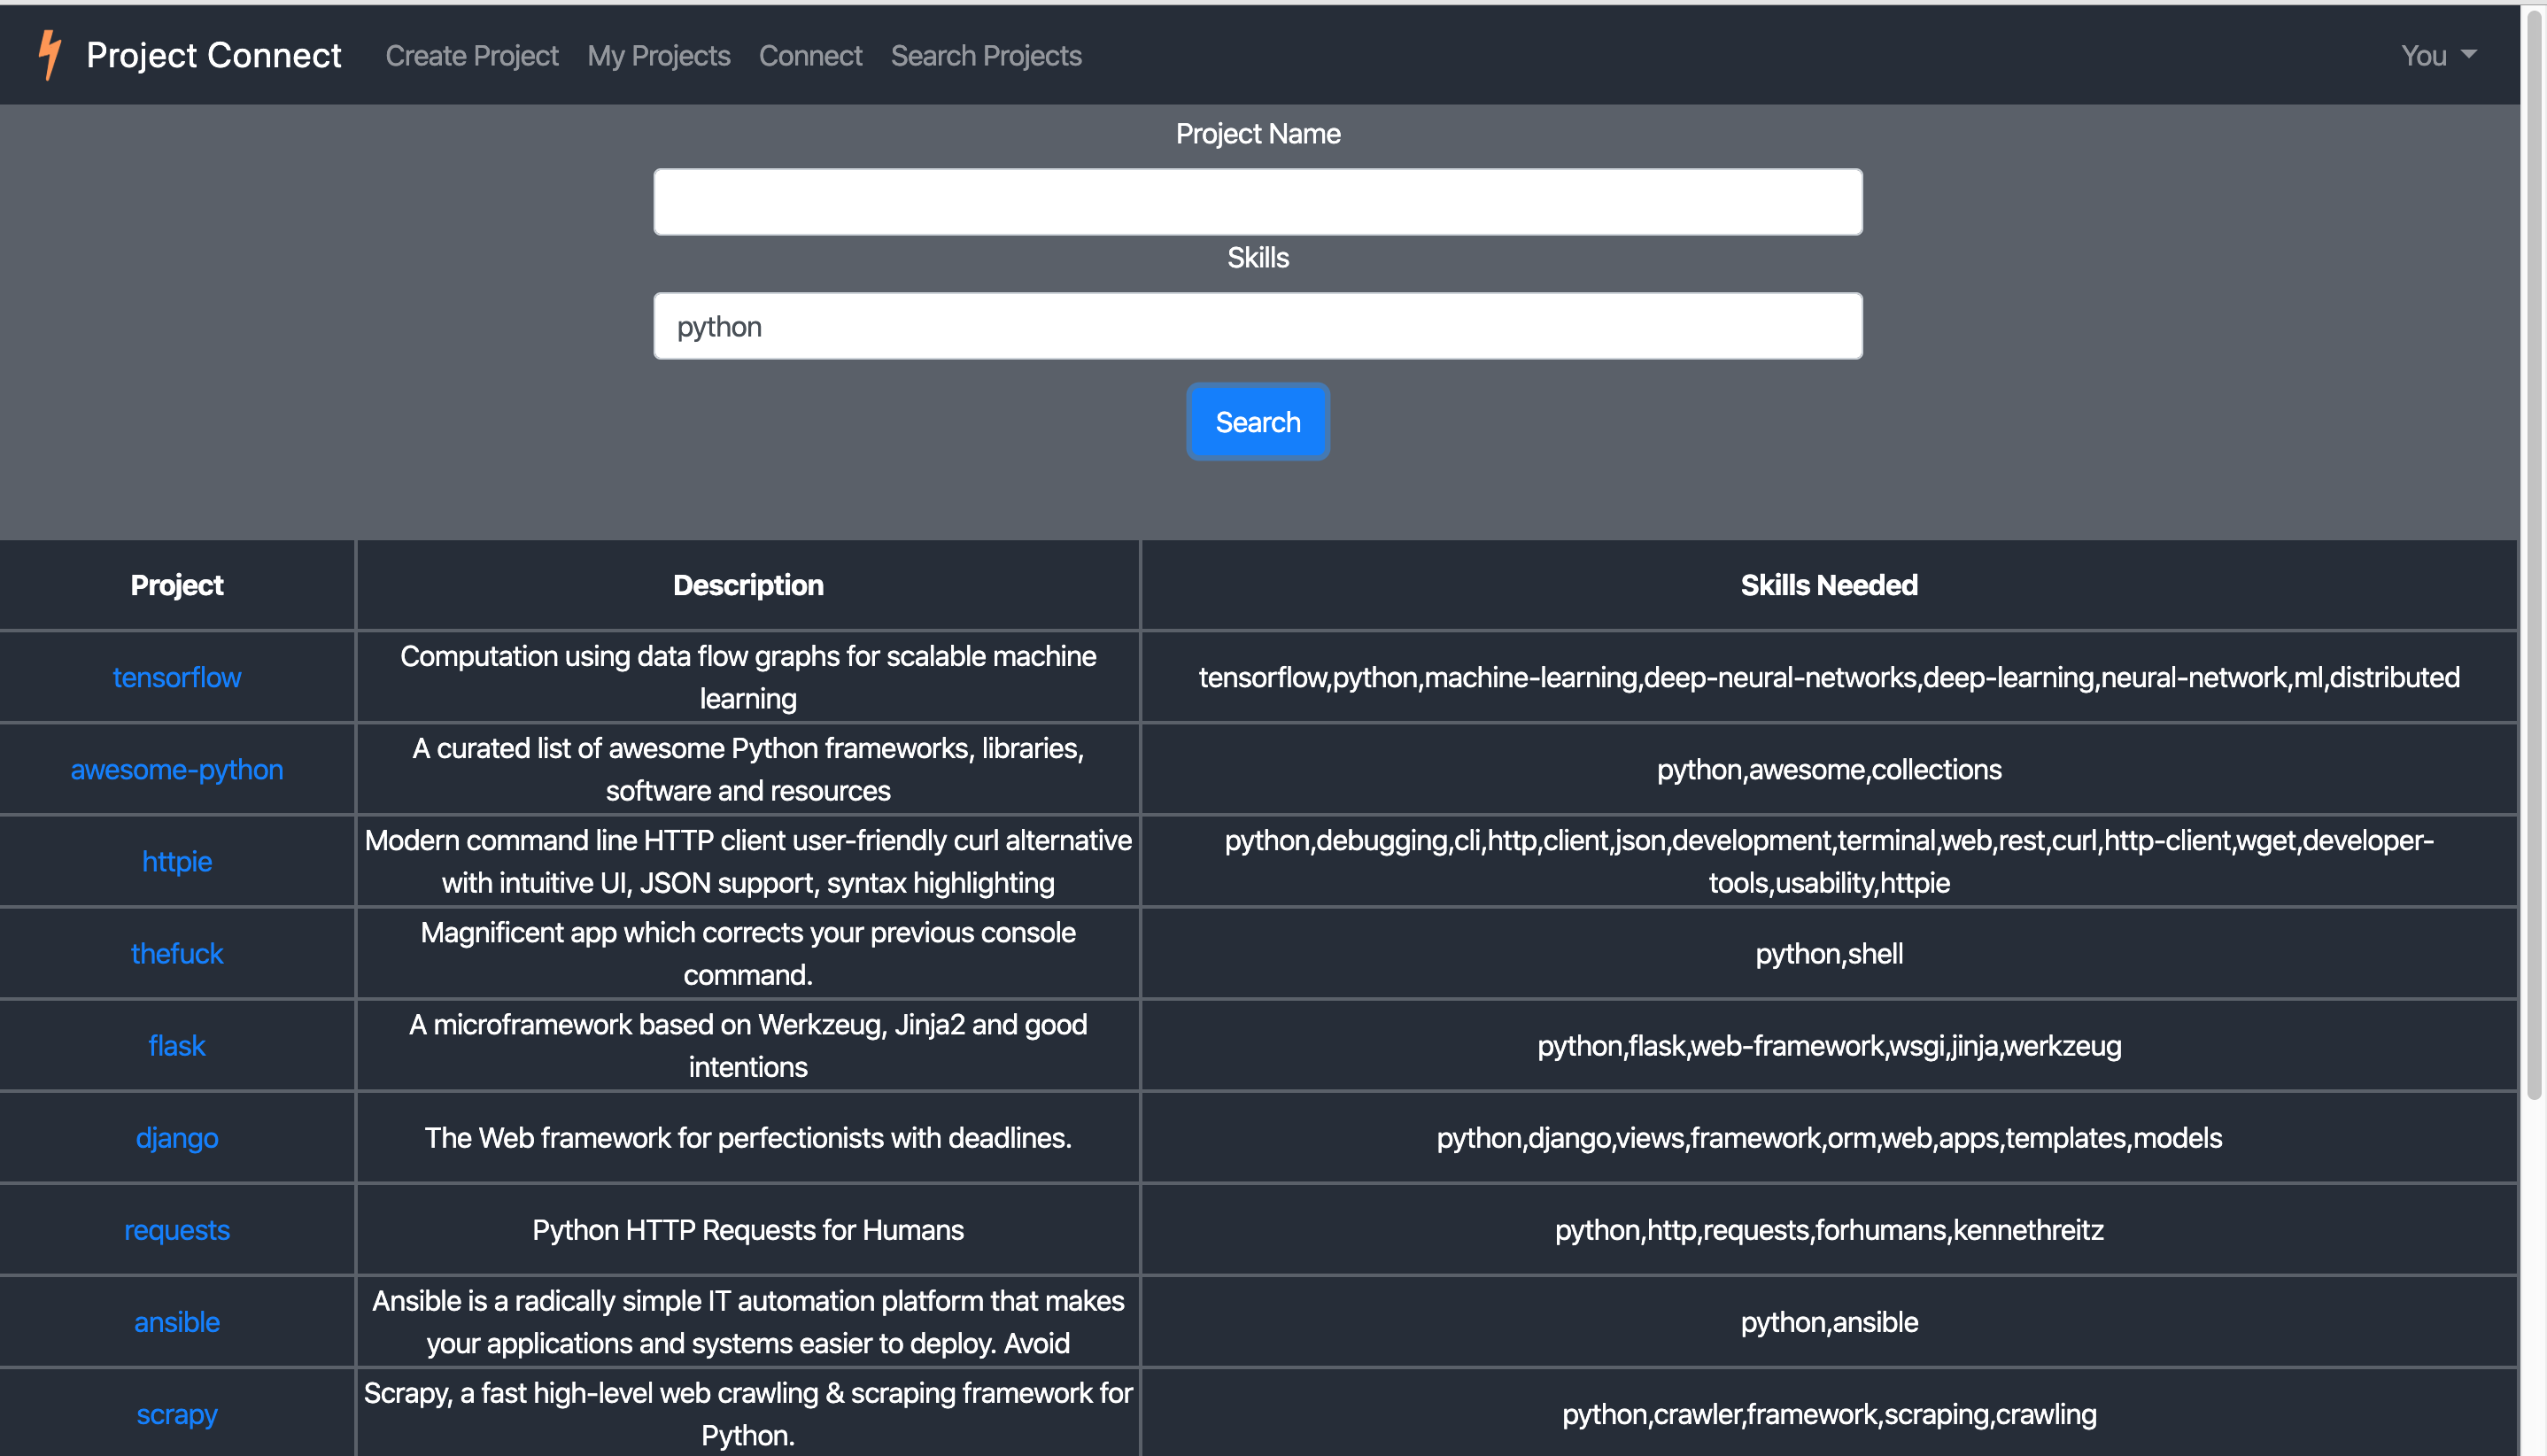 Project Connect Create Project My Projects Connect Search Projects You
Project Name
Skills
python
Search
Project Description Skills Needed
tensorflow
Computation using data flow graphs for scalable machine
learning
tensorflow,python,machine-learning,deep-neural-networks,deep-learning,neural-network,ml,distributed
awesome-python
A curated list of awesome Python frameworks, libraries,
software and resources
python,awesome,collections
httpie
Modern command line HTTP client user-friendly curl alternative
with intuitive UI, JSON support, syntax highlighting
python,debugging,cli,http,client,json,development,terminal,web,rest,curl,http-client,wget,developer-
tools,usability,httpie
thefuck
Magnificent app which corrects your previous console
command.
python,shell
flask
A microframework based on Werkzeug, Jinja2 and good
intentions
python,flask,web-framework,wsgi,jinja,werkzeug
django
The Web framework for perfectionists with deadlines.
python,django,views,framework,orm,web,apps,templates,models
requests
Python HTTP Requests for Humans
python,http,requests,forhumans,kennethreitz
ansible
Ansible is a radically simple IT automation platform that makes
your applications and systems easier to deploy. Avoid
python,ansible
scrapy
Scrapy, a fast high-level web crawling & scraping framework for
Python.
python,crawler,framework,scraping,crawling